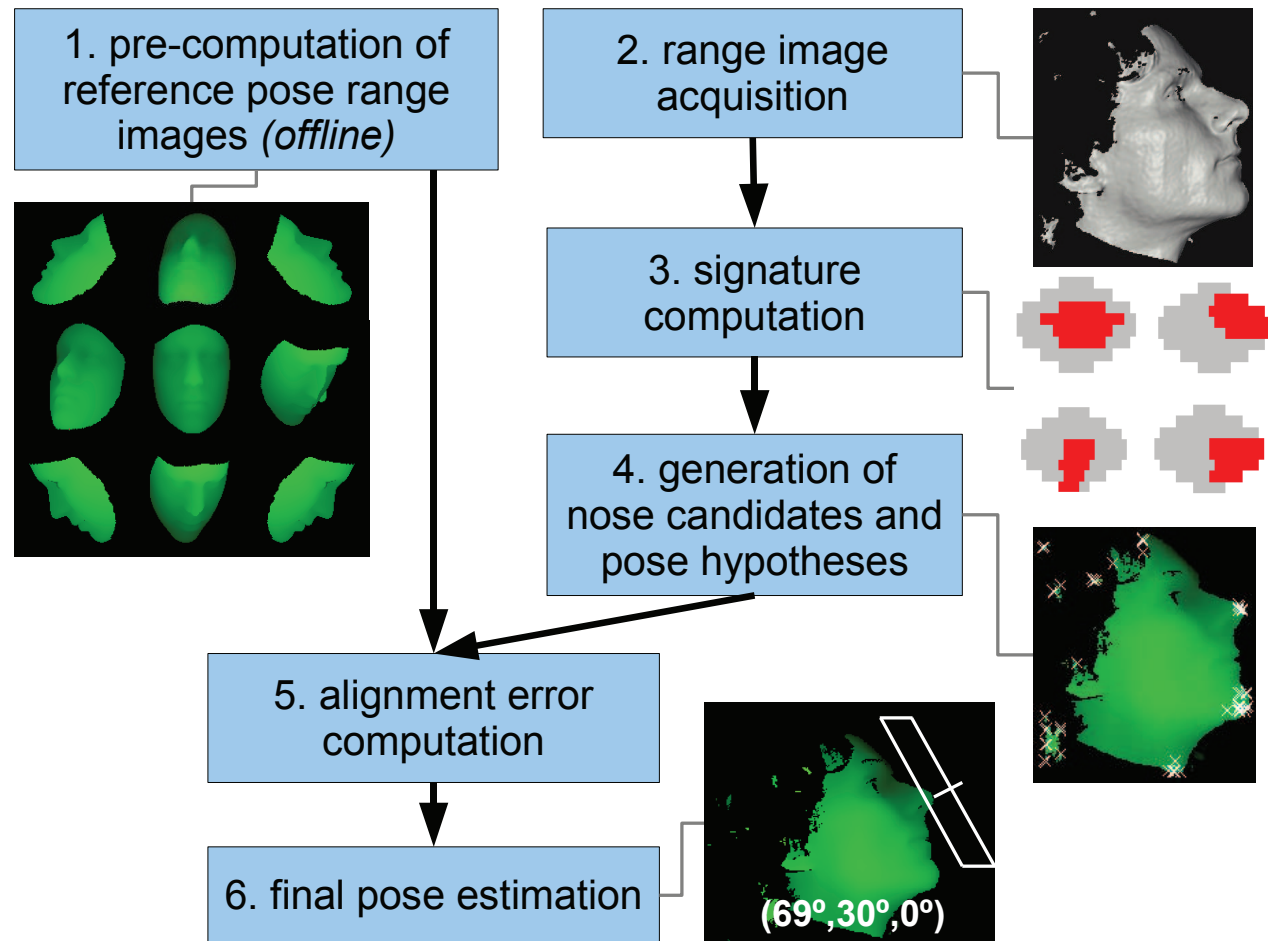 1. pre-computation of
reference pose range
images (offline)
2. range image
acquisition
3. signature
computation
4. generation of
nose candidates and
pose hypotheses
5. alignment error
computation
6. final pose estimation
(69º,30º,0º)